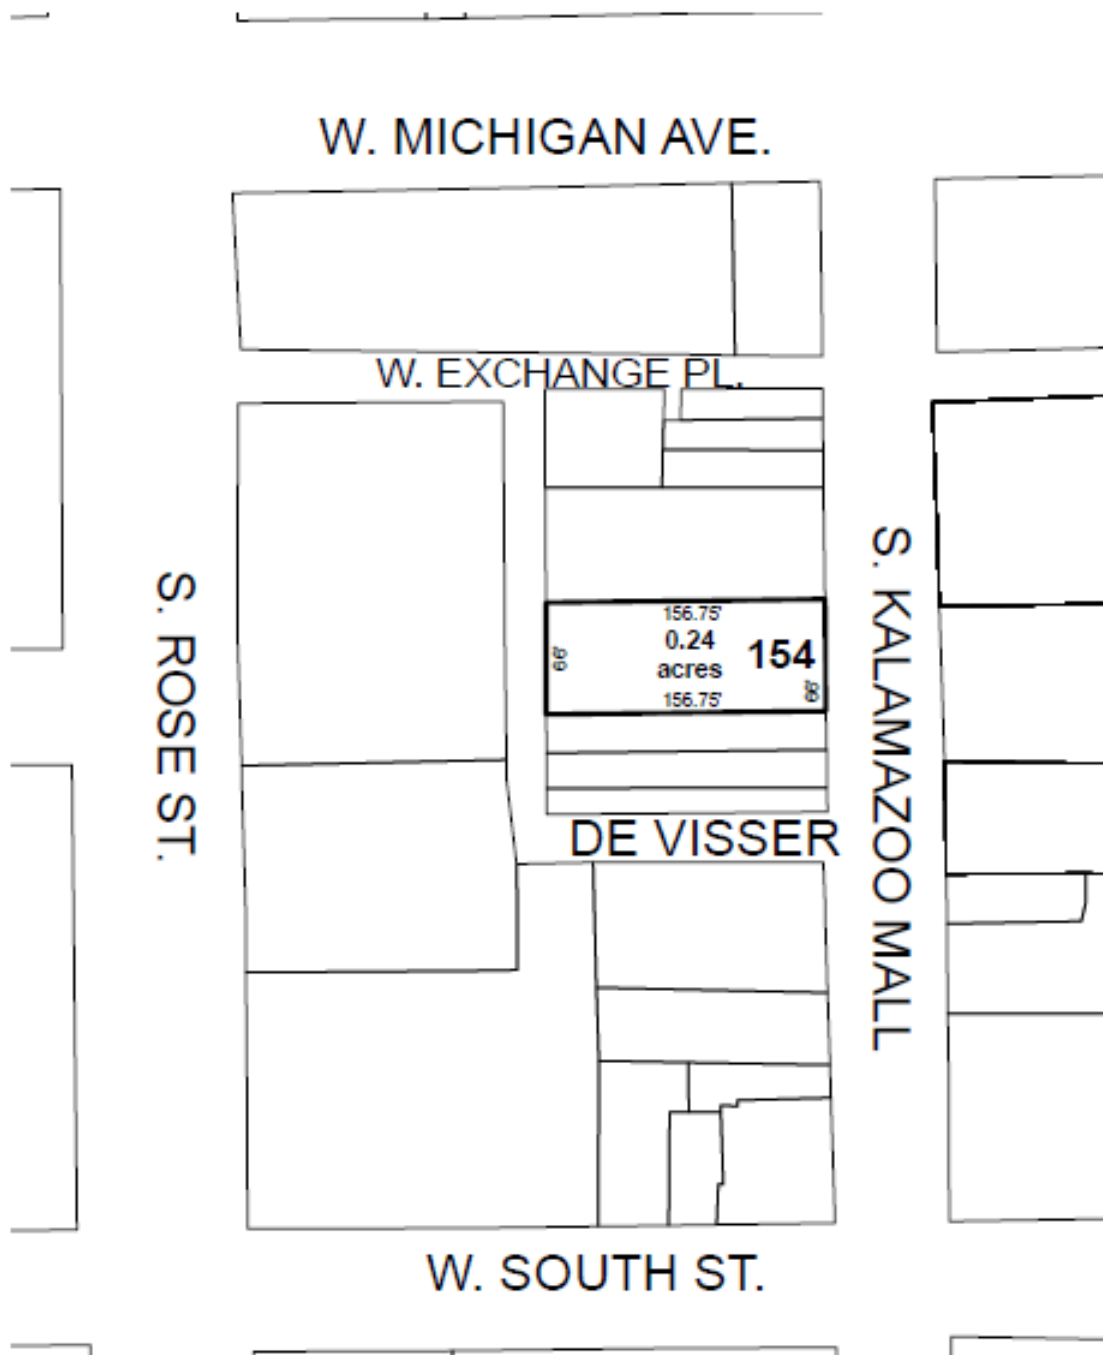 W. MICHIGAN AVE.
W. EXCHANGE PL.
S. ROSE ST.
156.75'
0.24
acres
154
66'
66'
156.75'
S. KALAMAZOO MALL
DE VISSER
W. SOUTH ST.